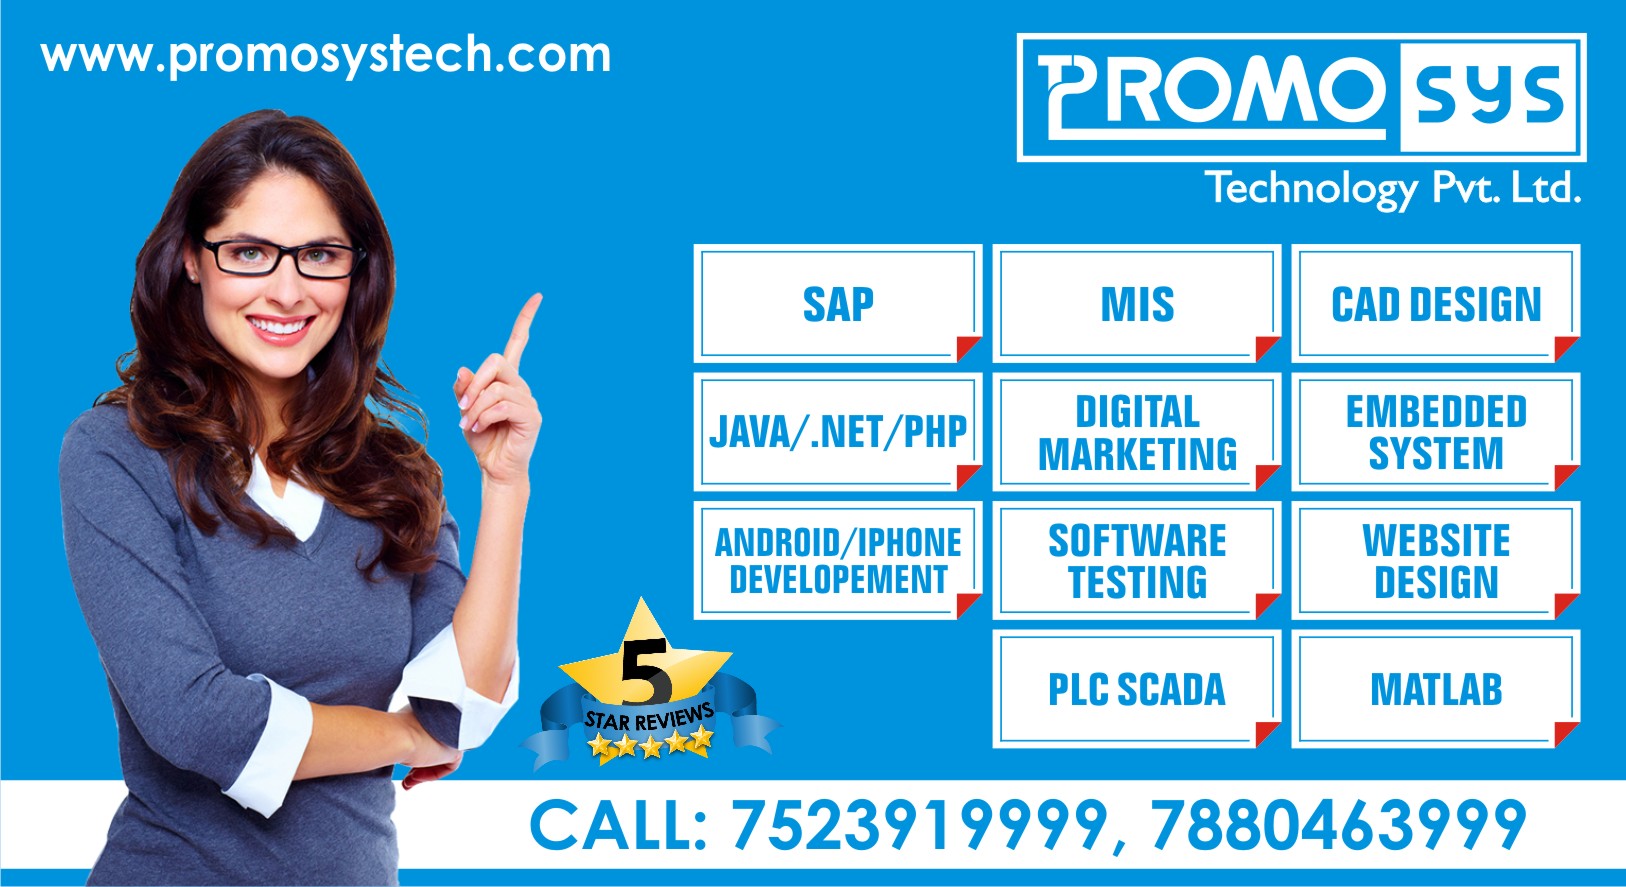 www.promosystech.com
PROMO SYS
Technology Pvt. Ltd.
SAP
MIS
CAD DESIGN
JAVA/.NET/PHP
DIGITAL
MARKETING
EMBEDDED
SYSTEM
ANDROID/IPHONE
DEVELOPEMENT
SOFTWARE
TESTING
WEBSITE
DESIGN
PLC SCADA
MATLAB
5
STAR REVIEWS
CALL: 7523919999, 7880463999